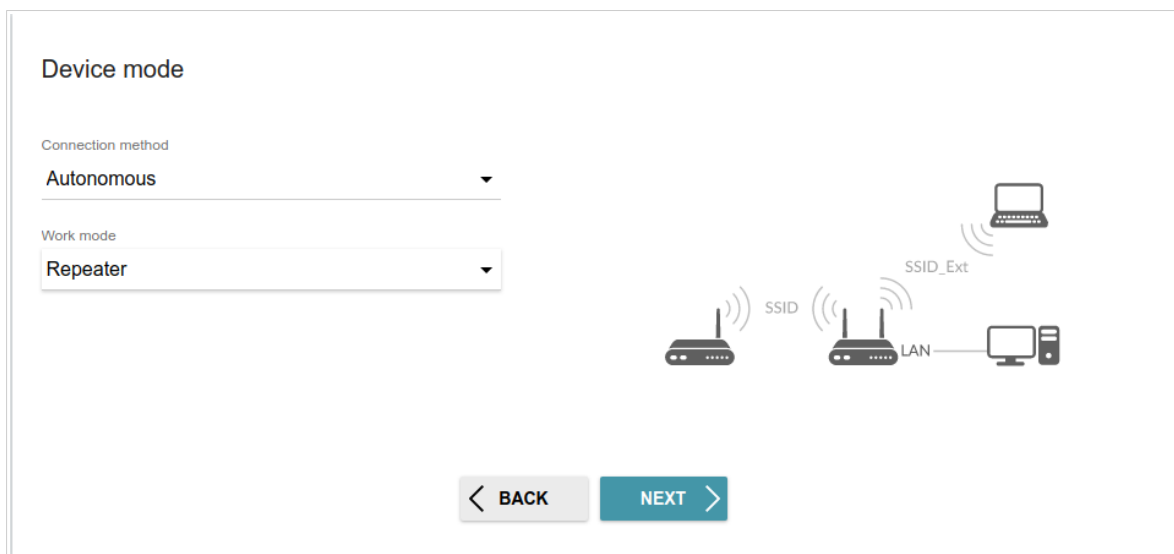 Device mode
Connection method
Autonomous
Work mode
Repeater
SSID_Ext
SSID
LAN
BACK
NEXT